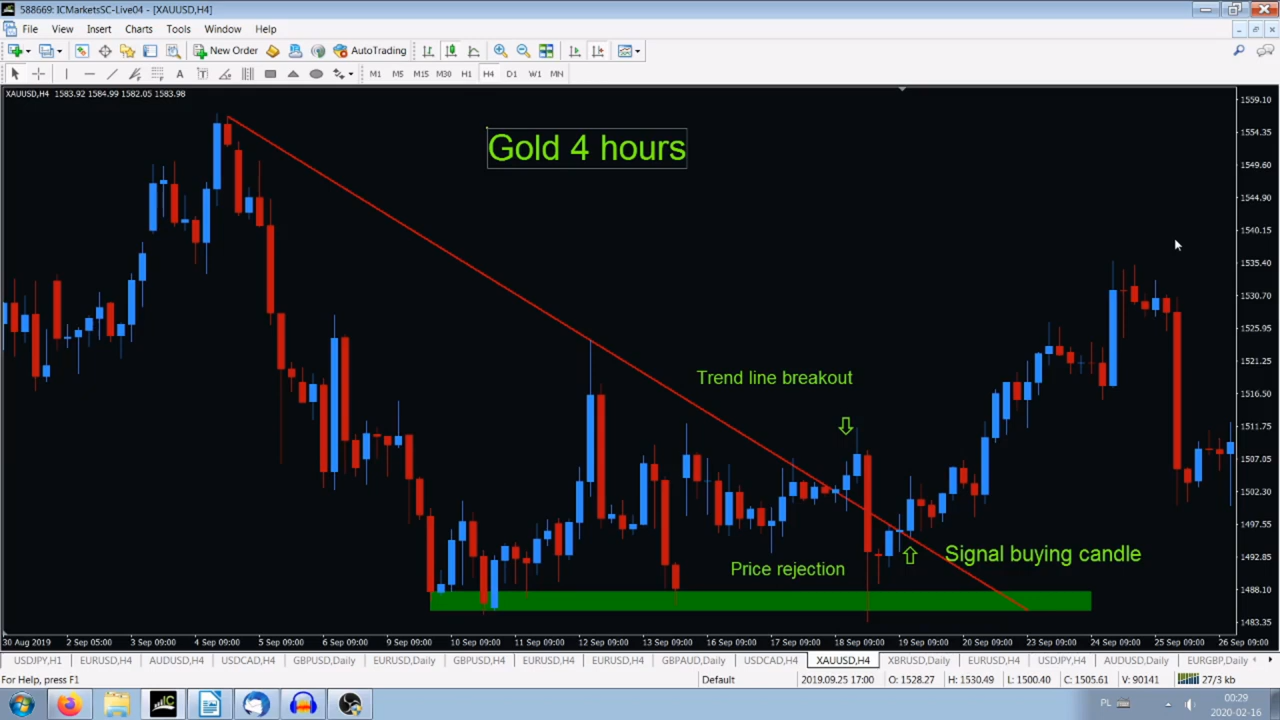 588669: ICMarketsSC-Live04 - [XAUUSD,H4]
File View Insert Charts Tools Window Help
New Order AutoTrading
A T M1 M5 M15 M30 H1 H4 D1 W1 MN
XAUUSD,H4 1583.92 1584.99 1582.05 1583.98
Gold 4 hours
Trend line breakout
Signal buying candle
Price rejection
1559.10
1554.35
1549.60
1544.90
1540.15
1535.40
1530.70
1525.95
1521.25
1516.50
1511.75
1507.05
1502.30
1497.55
1492.85
1488.10
1483.35
30 Aug 2019 2 Sep 05:00 3 Sep 09:00 4 Sep 09:00 5 Sep 09:00 6 Sep 09:00 9 Sep 09:00 10 Sep 09:00 11 Sep 09:00 12 Sep 09:00 13 Sep 09:00 16 Sep 09:00 17 Sep 09:00 18 Sep 09:00 19 Sep 09:00 20 Sep 09:00 23 Sep 09:00 24 Sep 09:00 25 Sep 09:00 26 Sep 09:00
USDJPY,H1 EURUSD,H4 AUDUSD,H4 USDCAD,H4 GBPUSD,Daily EURUSD,Daily GBPUSD,H4 EURUSD,H4 EURUSD,H4 GBPAUD,Daily USDCAD,H4 XAUUSD,H4 XBRUSD,Daily EURUSD,H4 USDJPY,H4 AUDUSD,Daily EURGBP,Daily
For Help, press F1 Default 2019.09.25 17:00 O: 1528.27 H: 1530.49 L: 1500.40 C: 1505.61 V: 90141 27/3 kb
IC PL 00:29
2020-02-16